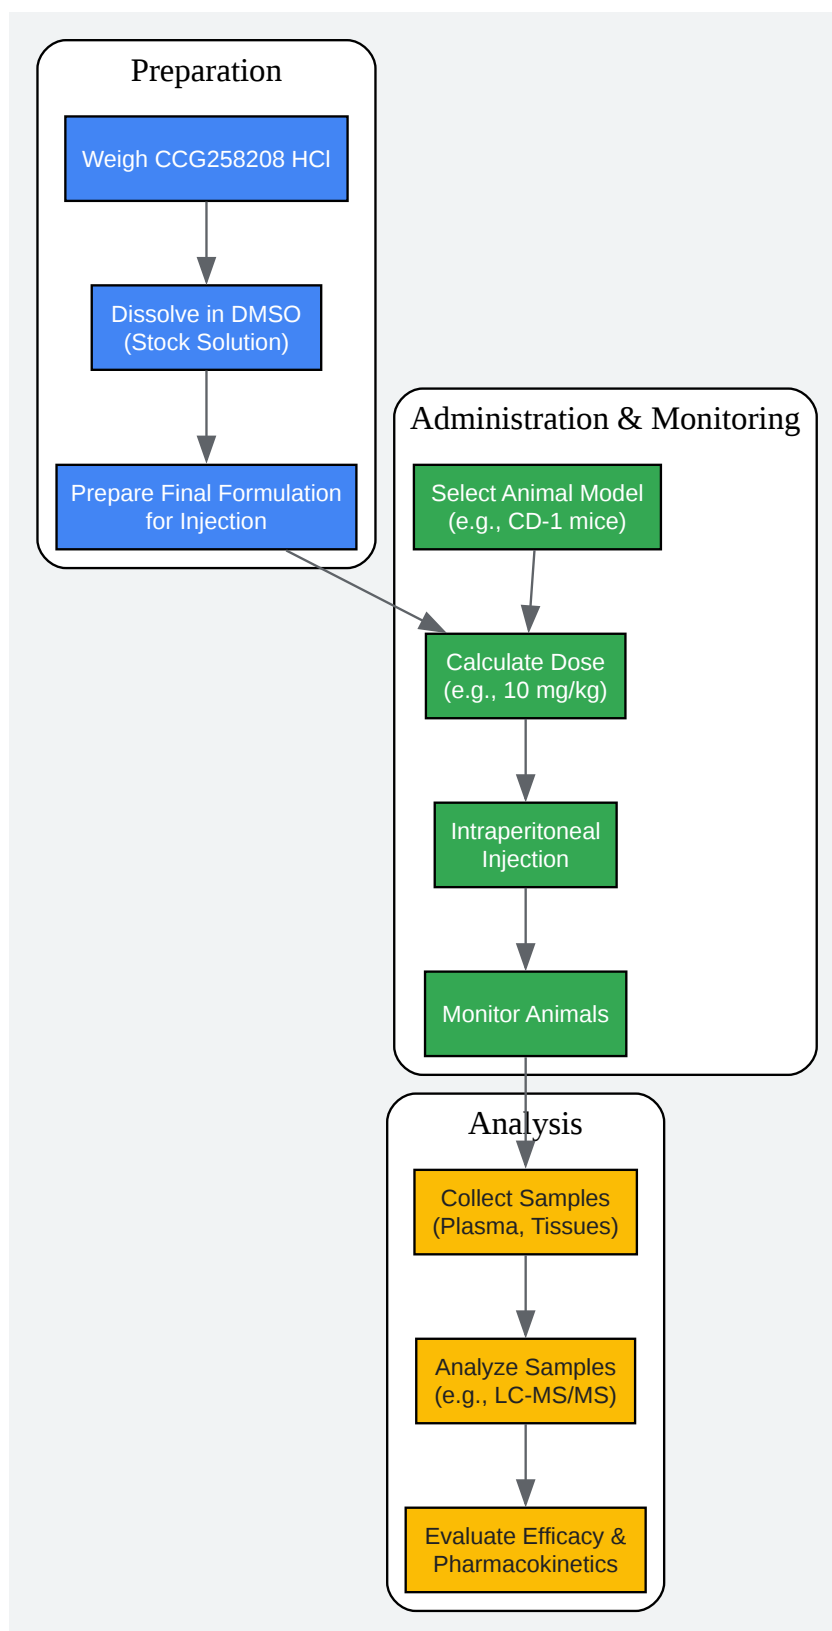 Preparation
Weigh CCG258208 HCl
Dissolve in DMSO
(Stock Solution)
Prepare Final Formulation
for Injection
Administration & Monitoring
Select Animal Model
(e.g., CD-1 mice)
Calculate Dose
(e.g., 10 mg/kg)
Intraperitoneal
Injection
Monitor Animals
Analysis
Collect Samples
(Plasma, Tissues)
Analyze Samples
(e.g., LC-MS/MS)
Evaluate Efficacy &
Pharmacokinetics